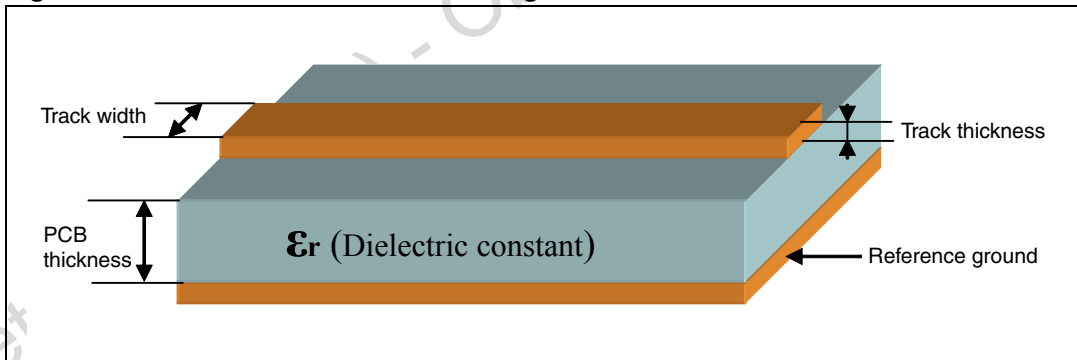 Track width
Track thickness
PCB
thickness
εr (Dielectric constant)
Reference ground